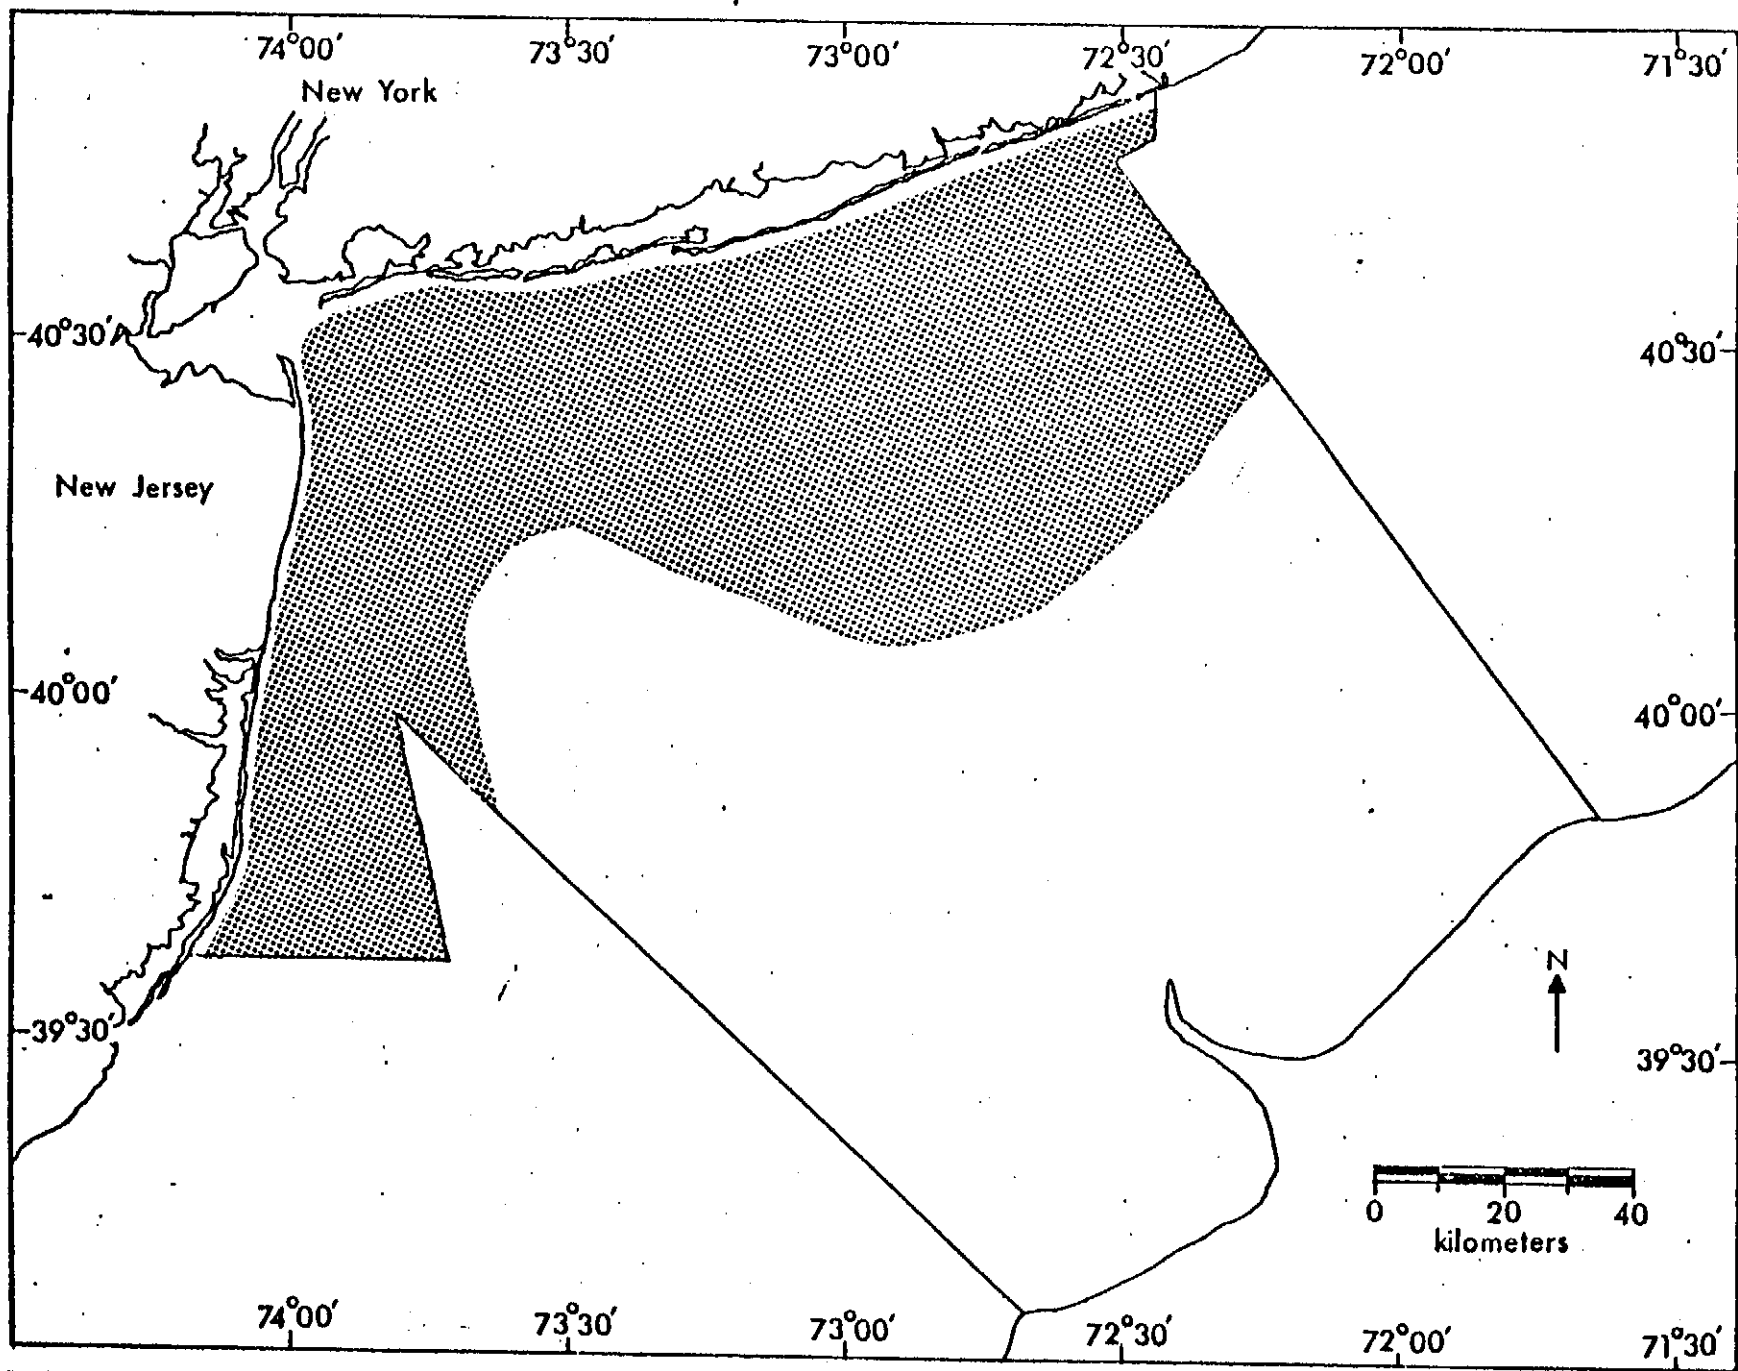 74°00′ 73°30′ 73°00′ 72°30′ 72°00′ 71°30′
New York
40°30′ 40°30′
New Jersey
40°00′ 40°00′
N
39°30′ 39°30′
0 20 40
kilometers
74°00′ 73°30′ 73°00′ 72°30′ 72°00′ 71°30′